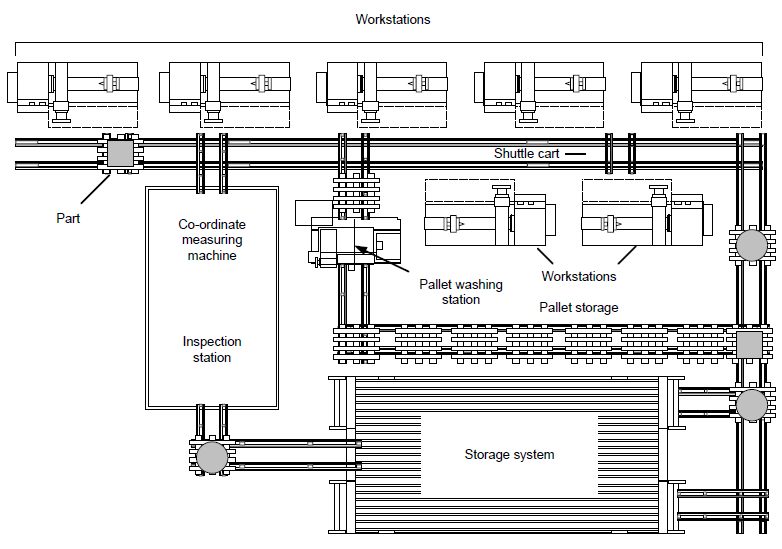 Workstations
Shuttle cart
Part
Co-ordinate
measuring
machine
Workstations
Pallet washing
station
Pallet storage
Inspection
station
Storage system